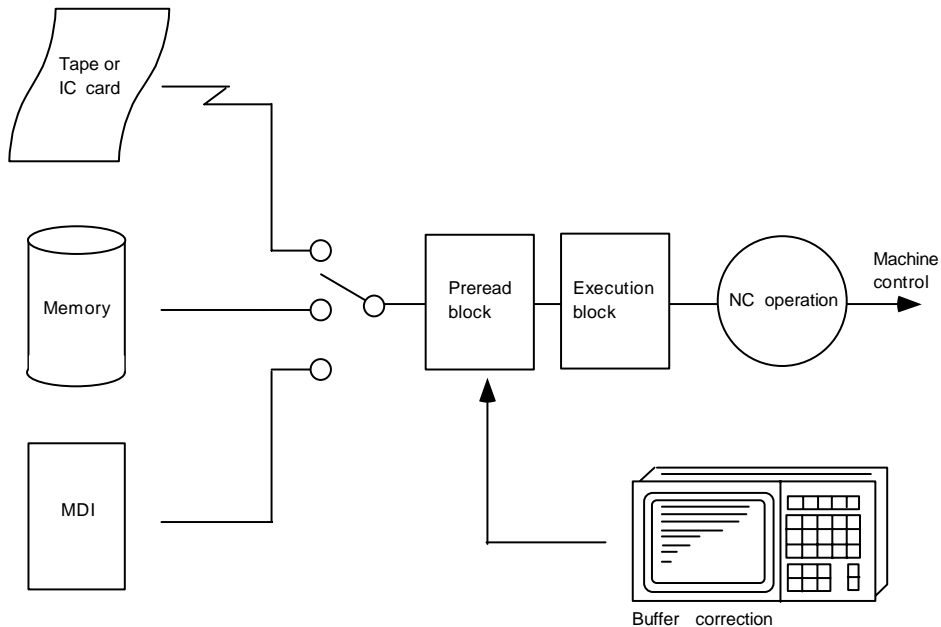 Tape or
IC card
Memory
MDI
Preread
block
Execution
block
NC operation
Machine
control
Buffer correction